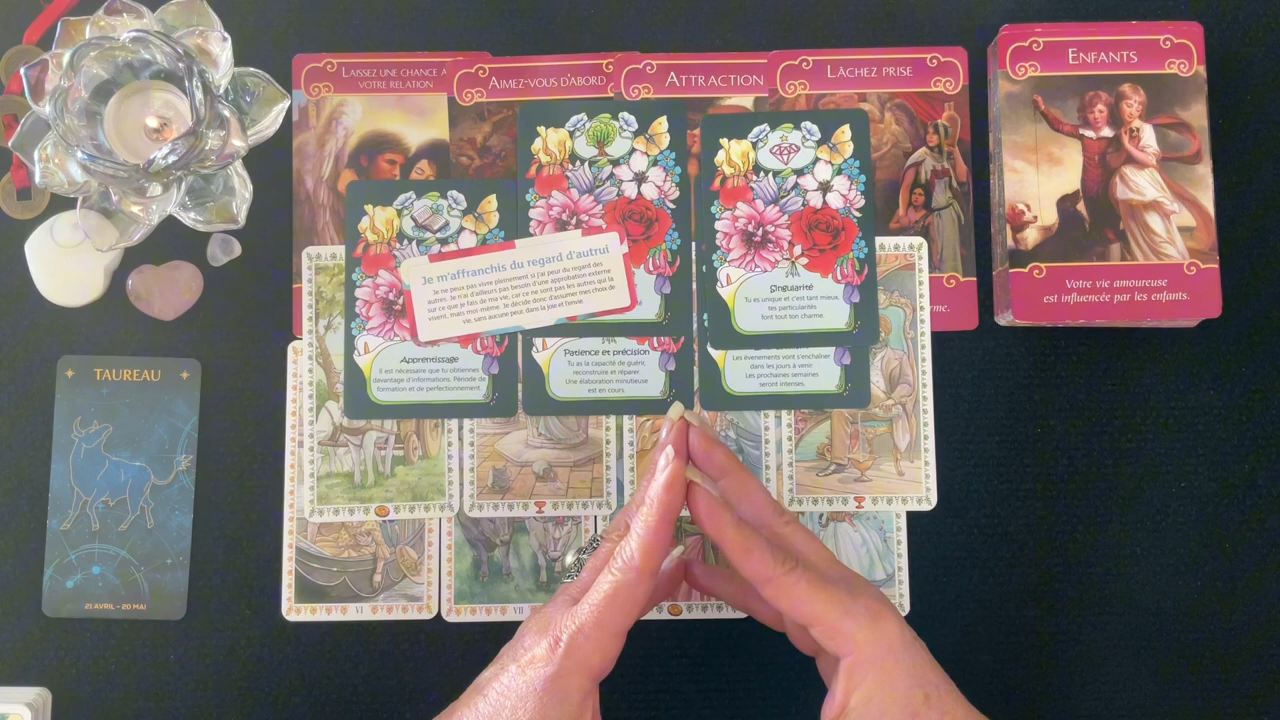 LAISSEZ UNE CHANCE À
VOTRE RELATION
AIMEZ-VOUS D'ABORD
ATTRACTION
LÂCHEZ PRISE
ENFANTS
Votre vie amoureuse
est influencée par les enfants.
Je m'affranchis du regard d'autrui
Je ne peux pas vivre pleinement si j'ai peur du regard des
autres. Je n'ai d'ailleurs pas besoin d'une approbation externe
sur ce que je fais de ma vie, car ce ne sont pas les autres qui la
vivent, mais moi-même. Je décide donc d'assumer mes choix de
vie, sans aucune peur, dans la joie et l'envie.
Singularité
Tu es unique et c'est tant mieux,
tes particularités
font tout ton charme.
Apprentissage
Il est nécessaire que tu obtiennes
davantage d'informations. Période de
formation et de perfectionnement.
Patience et précision
Tu as la capacité de guérir,
reconstruire et réparer.
Une élaboration minutieuse
est en cours.
Les évènements vont s'enchaîner
dans les jours à venir.
Les prochaines semaines
seront intenses.
TAUREAU
21 AVRIL – 20 MAI
VI
VII